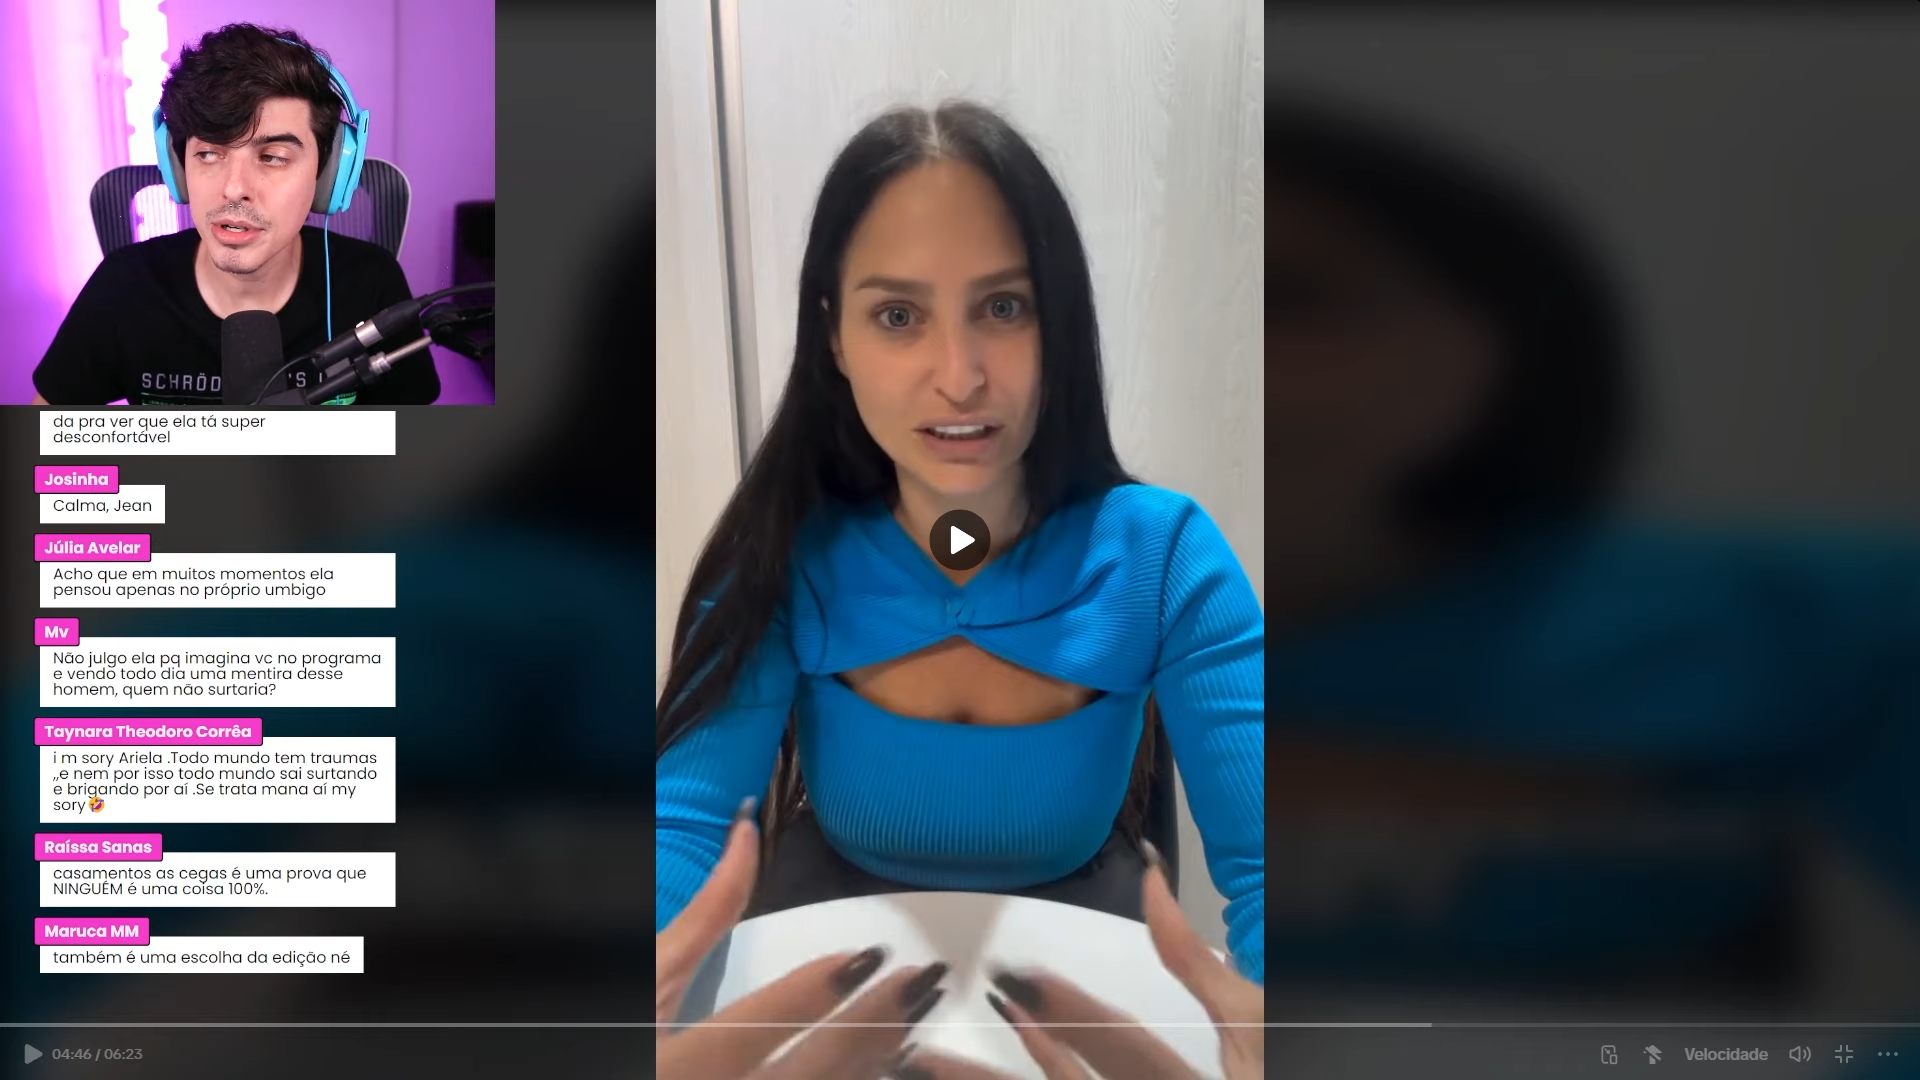 SCHRÖD 'S
da pra ver que ela tá super
desconfortável
Josinha
Calma, Jean
Júlia Avelar
Acho que em muitos momentos ela
pensou apenas no próprio umbigo
Mv
Não julgo ela pq imagina vc no programa
e vendo todo dia uma mentira desse
homem, quem não surtaria?
Taynara Theodoro Corrêa
i m sory Ariela .Todo mundo tem traumas
,,e nem por isso todo mundo sai surtando
e brigando por aí .Se trata mana aí my
sory🤣
Raíssa Sanas
casamentos as cegas é uma prova que
NINGUÉM é uma coisa 100%.
Maruca MM
também é uma escolha da edição né
04:46 / 06:23
Velocidade